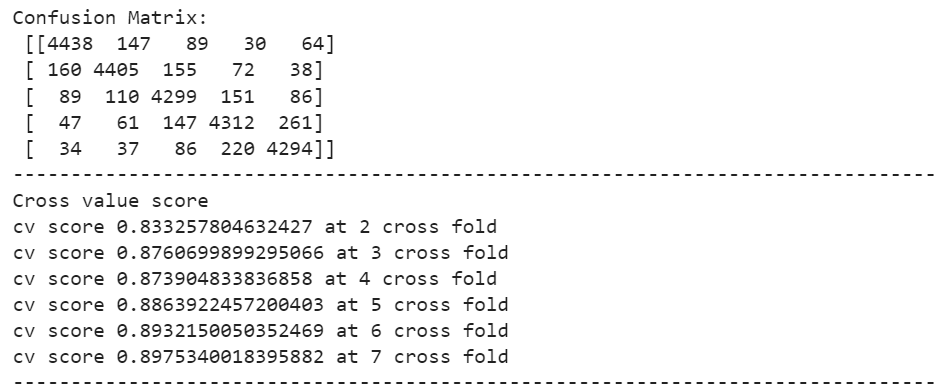 Confusion Matrix:
[[4438 147 89 30 64]
[ 160 4405 155 72 38]
[ 89 110 4299 151 86]
[ 47 61 147 4312 261]
[ 34 37 86 220 4294]]
--------------------------------------------------------------------------------
Cross value score
cv score 0.833257804632427 at 2 cross fold
cv score 0.8760699899295066 at 3 cross fold
cv score 0.873904833836858 at 4 cross fold
cv score 0.8863922457200403 at 5 cross fold
cv score 0.8932150050352469 at 6 cross fold
cv score 0.8975340018395882 at 7 cross fold
--------------------------------------------------------------------------------